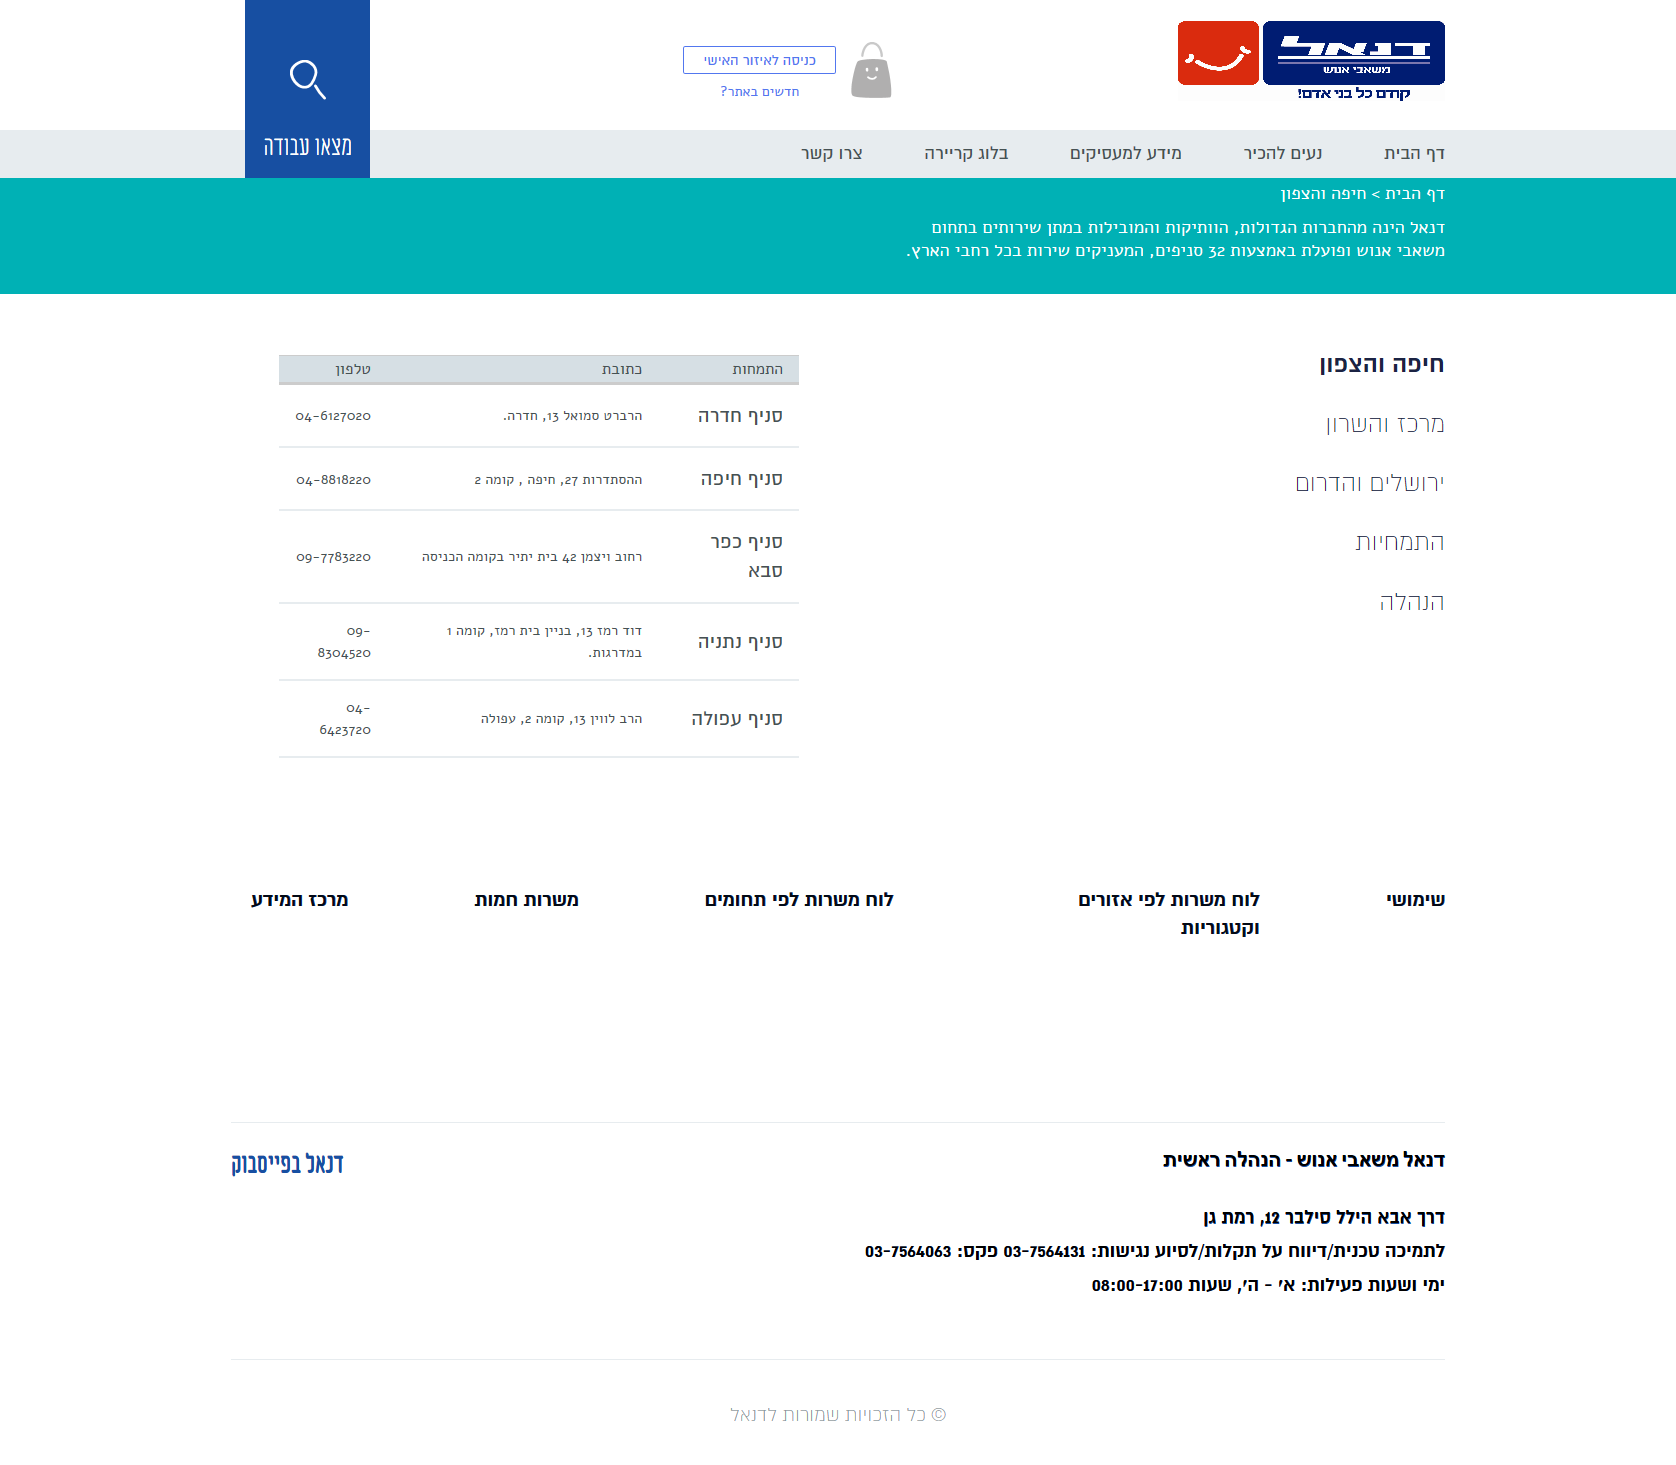 דנאל
משאבי אנוש
קודם כל בני אדם!
כניסה לאיזור האישי
חדשים באתר?
מצאו עבודה
דף הבית
נעים להכיר
מידע למעסיקים
בלוג קריירה
צרו קשר
דף הבית > חיפה והצפון
דנאל הינה מהחברות הגדולות, הוותיקות והמובילות במתן שירותים בתחום
משאבי אנוש ופועלת באמצעות 32 סניפים, המעניקים שירות בכל רחבי הארץ.
חיפה והצפון
מרכז והשרון
ירושלים והדרום
התמחיות
הנהלה
התמחות כתובת טלפון
סניף חדרה הרברט סמואל 13, חדרה. 04-6127020
סניף חיפה ההסתדרות 27, חיפה , קומה 2 04-8818220
סניף כפר
סבא
רחוב ויצמן 42 בית יתיר בקומה הכניסה 09-7783220
סניף נתניה
דוד רמז 13, בניין בית רמז, קומה 1
במדרגות.
09-
8304520
סניף עפולה הרב לווין 13, קומה 2, עפולה
04-
6423720
שימושי
לוח משרות לפי אזורים
וקטגוריות
לוח משרות לפי תחומים
משרות חמות
מרכז המידע
דנאל משאבי אנוש - הנהלה ראשית
דרך אבא הילל סילבר 12, רמת גן
לתמיכה טכנית/דיווח על תקלות/לסיוע נגישות: 03-7564131 פקס: 03-7564063
ימי ושעות פעילות: א' - ה', שעות 08:00-17:00
דנאל בפייסבוק
© כל הזכויות שמורות לדנאל